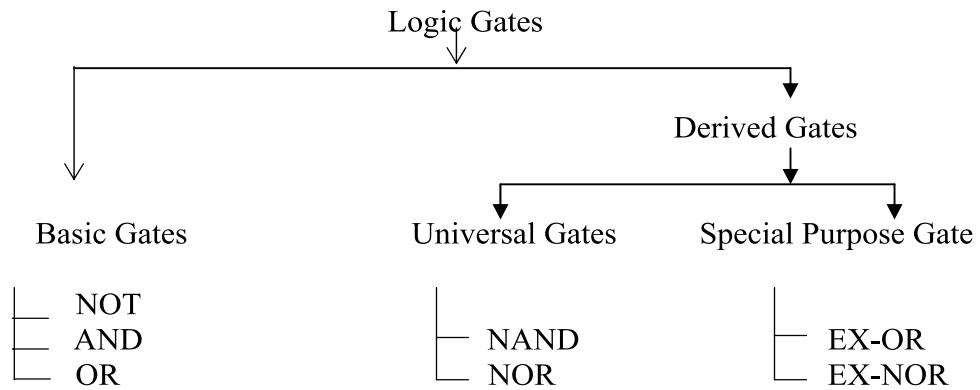 Logic Gates
Derived Gates
Basic Gates
Universal Gates
Special Purpose Gate
NOT
AND
OR
NAND
NOR
EX-OR
EX-NOR